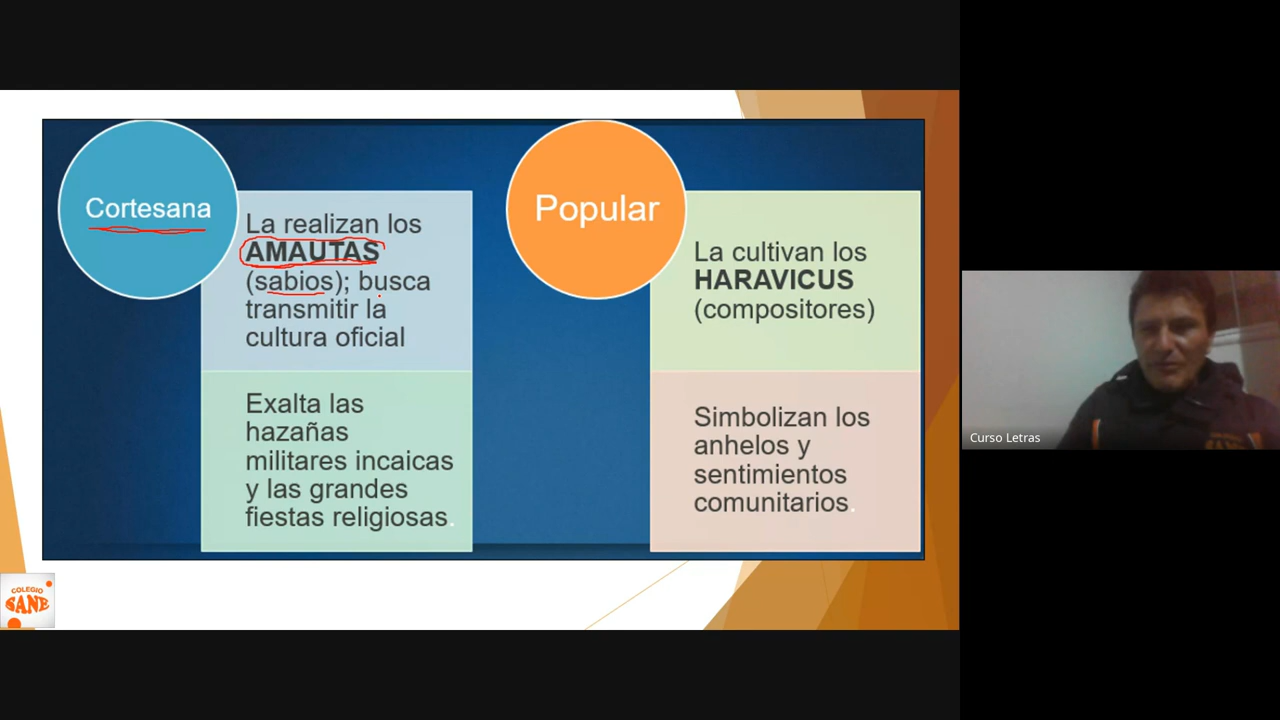 Cortesana
La realizan los
AMAUTAS
(sabios); busca
transmitir la
cultura oficial
Exalta las
hazañas
militares incaicas
y las grandes
fiestas religiosas.
Popular
La cultivan los
HARAVICUS
(compositores)
Simbolizan los
anhelos y
sentimientos
comunitarios.
COLEGIO
SANE
Curso Letras